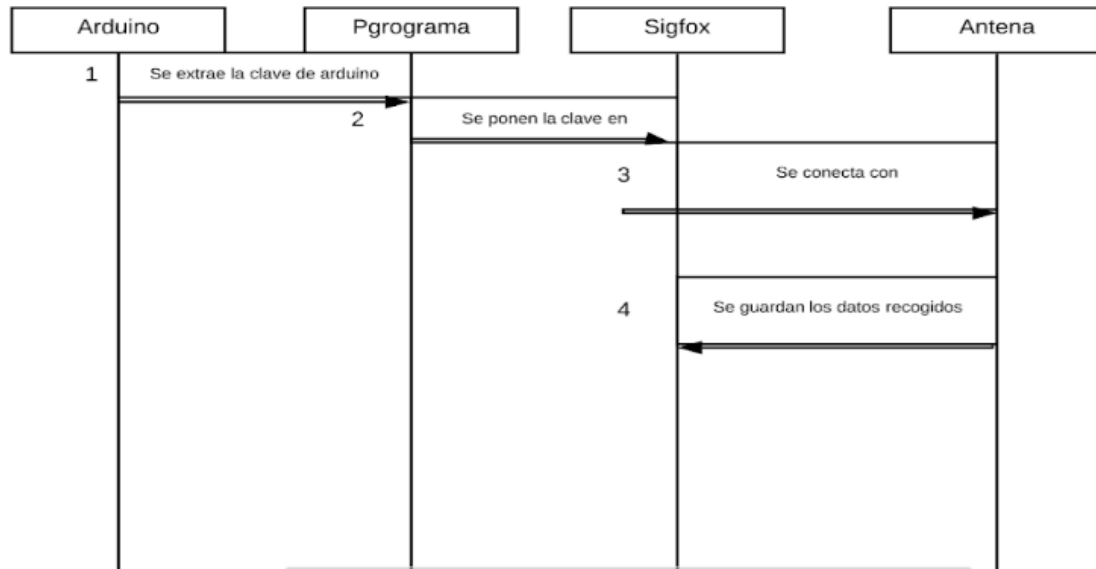 Arduino
Pgrograma
Sigfox
Antena
1
Se extrae la clave de arduino
2
Se ponen la clave en
3
Se conecta con
4
Se guardan los datos recogidos